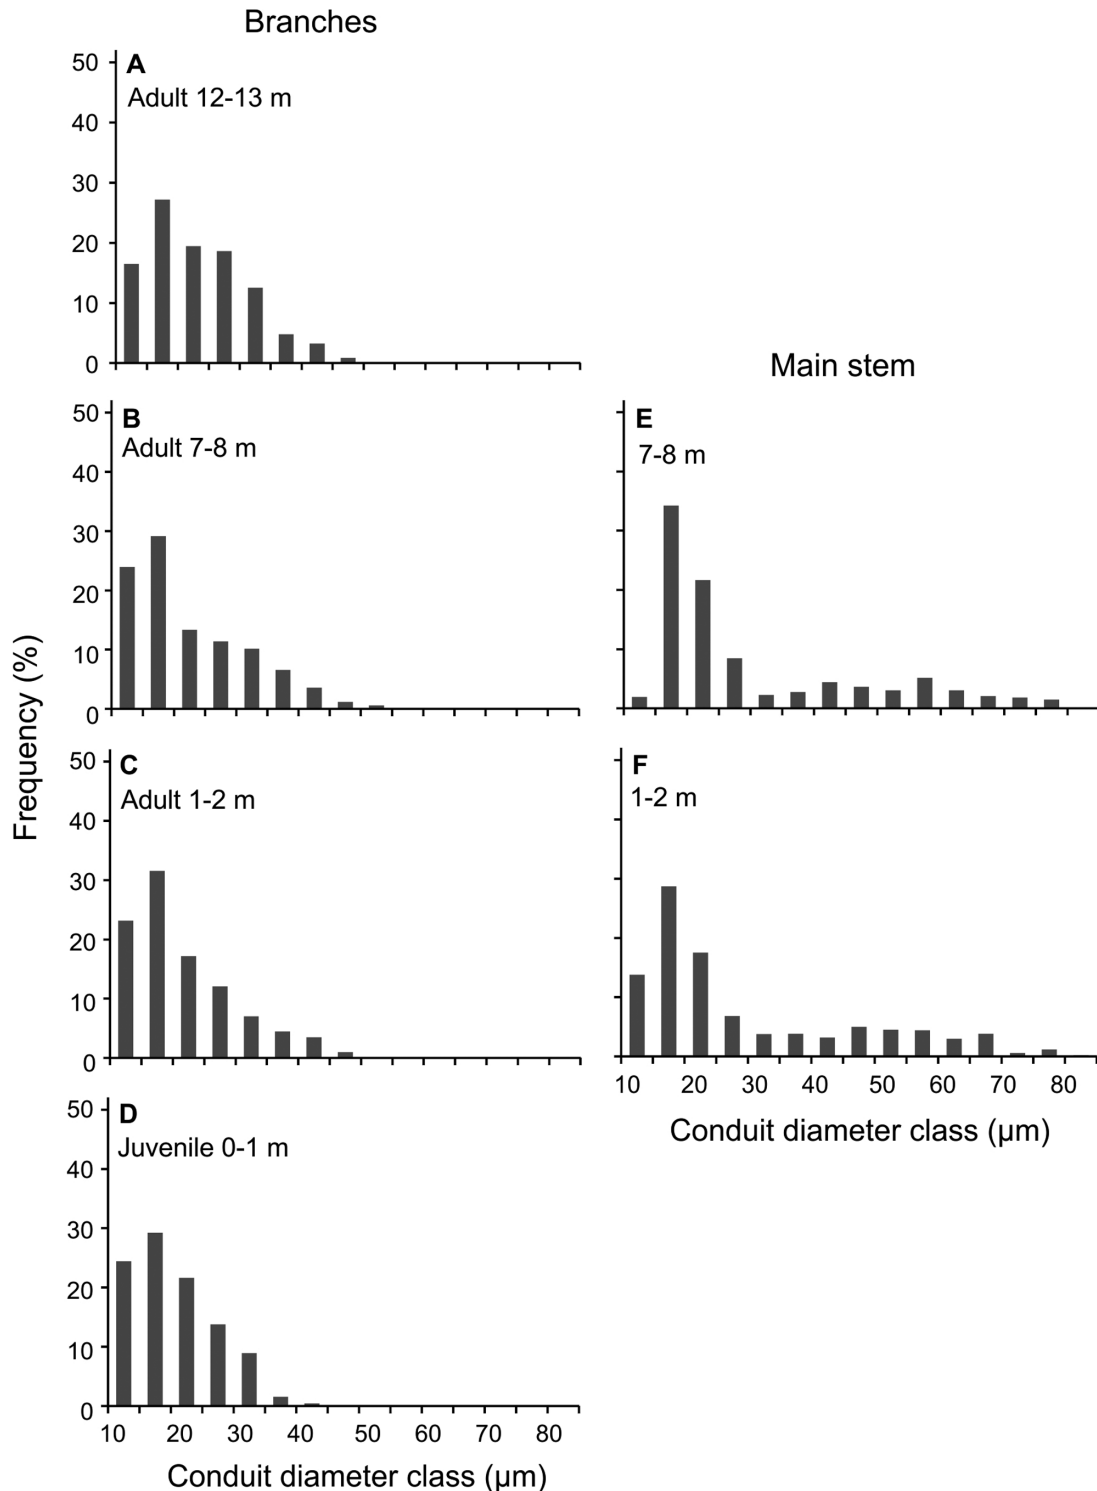 Branches
A
Adult 12-13 m
50
40
30
20
10
0
Main stem
B
Adult 7-8 m
50
40
30
20
10
0
E
7-8 m
Frequency (%)
C
Adult 1-2 m
50
40
30
20
10
0
F
1-2 m
10 20 30 40 50 60 70 80
Conduit diameter class (µm)
D
Juvenile 0-1 m
50
40
30
20
10
0
10 20 30 40 50 60 70 80
Conduit diameter class (µm)